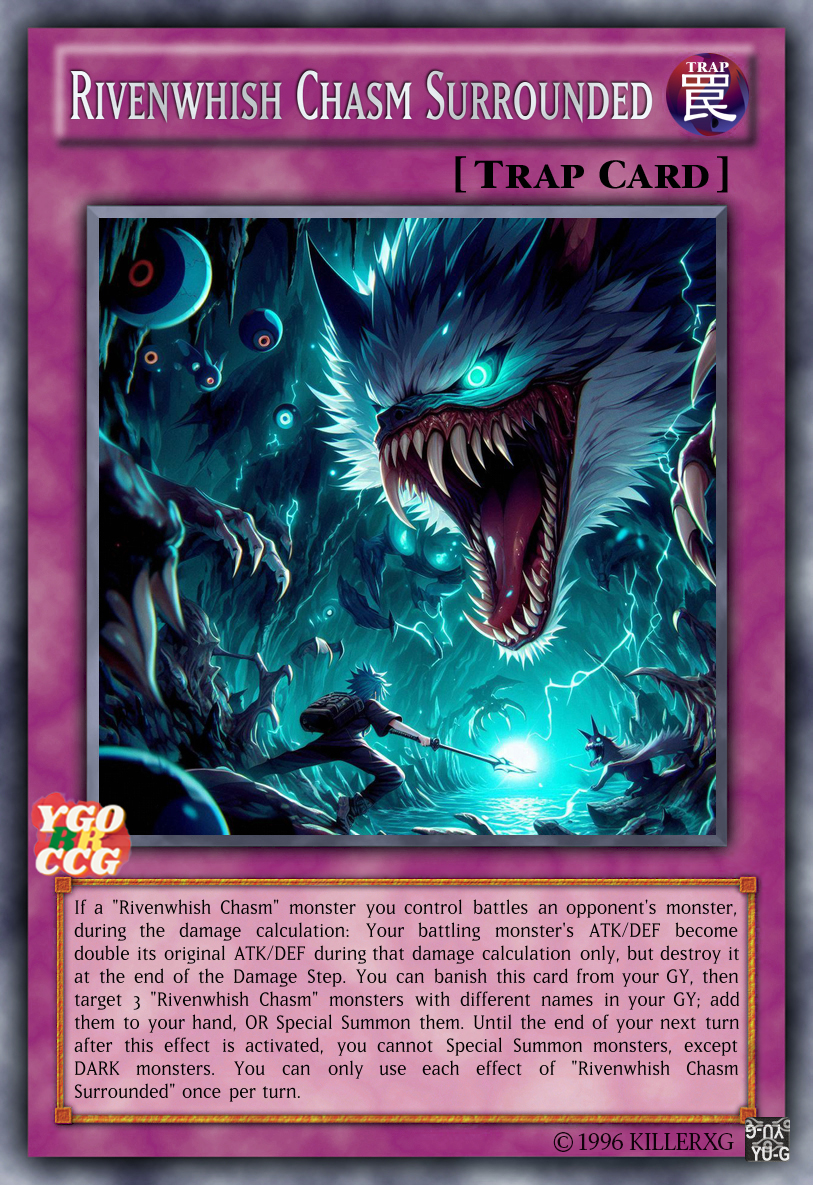 RIVENWHISH CHASM SURROUNDED
TRAP
罠
[TRAP CARD]
YGO
RR
CCG
If a "Rivenwhish Chasm" monster you control battles an opponent's monster,
during the damage calculation: Your battling monster's ATK/DEF become
double its original ATK/DEF during that damage calculation only, but destroy it
at the end of the Damage Step. You can banish this card from your GY, then
target 3 "Rivenwhish Chasm" monsters with different names in your GY; add
them to your hand, OR Special Summon them. Until the end of your next turn
after this effect is activated, you cannot Special Summon monsters, except
DARK monsters. You can only use each effect of "Rivenwhish Chasm
Surrounded" once per turn.
© 1996 KILLERXG
YU-G
YU-G